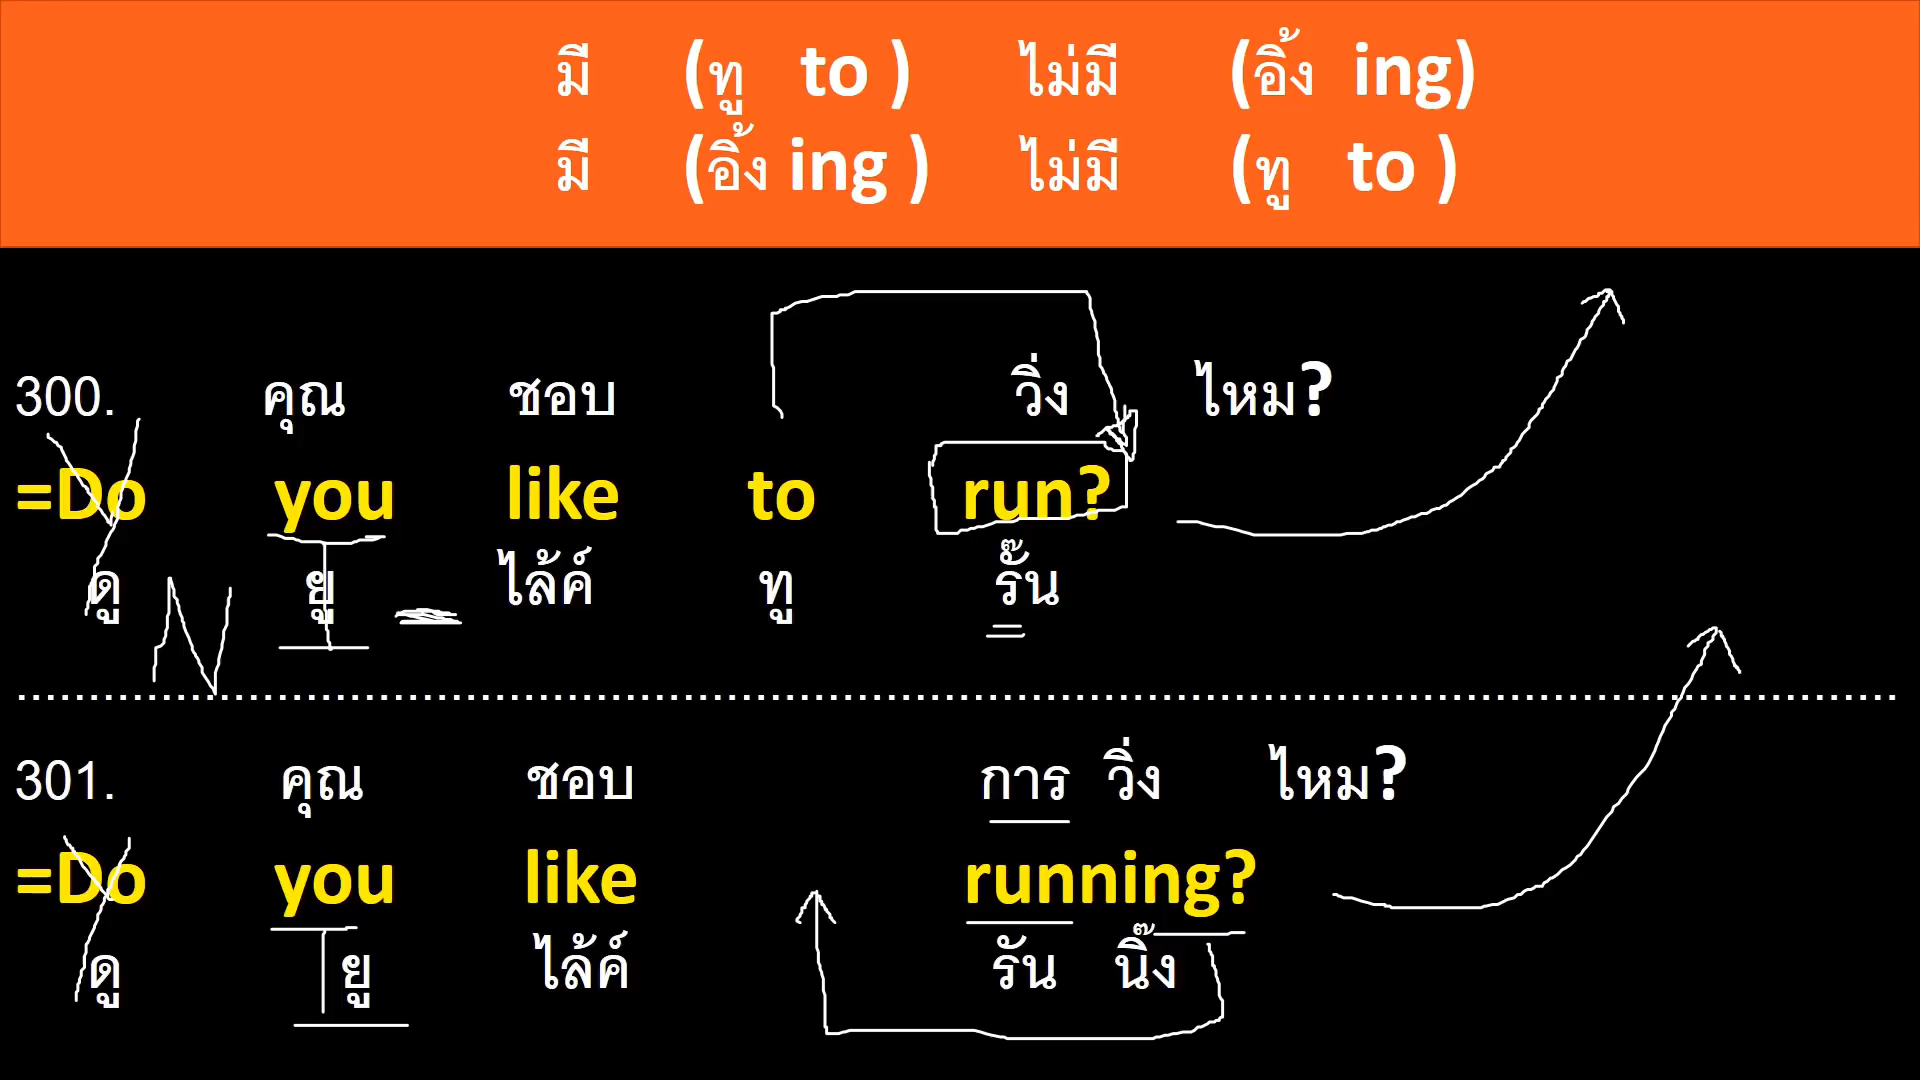 มี (ทู to ) ไม่มี (อิ้ง ing)
มี (อิ้ง ing ) ไม่มี (ทู to )
300. คุณ ชอบ วิ่ง ไหม?
=Do you like to run?
ดู ยู ไล้ค์ ทู รั๊น
N
301. คุณ ชอบ การ วิ่ง ไหม?
=Do you like running?
ดู ยู ไล้ค์ รัน นิ๊ง